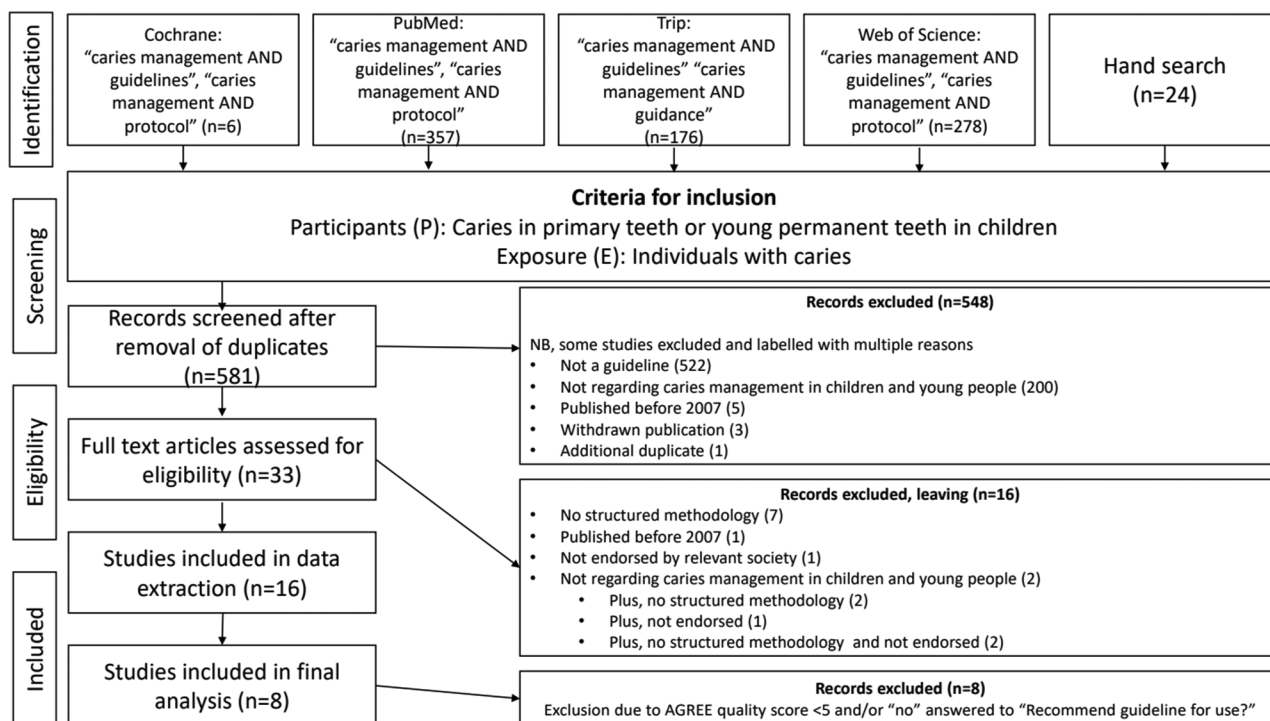 Identification
Cochrane:
“caries management AND
guidelines”, “caries
management AND
protocol” (n=6)
PubMed:
“caries management AND
guidelines”, “caries
management AND
protocol”
(n=357)
Trip:
“caries management AND
guidelines” “caries
management AND
guidance”
(n=176)
Web of Science:
“caries management AND
guidelines”, “caries
management AND
protocol” (n=278)
Hand search
(n=24)
Screening
Criteria for inclusion
Participants (P): Caries in primary teeth or young permanent teeth in children
Exposure (E): Individuals with caries
Records screened after
removal of duplicates
(n=581)
Records excluded (n=548)
NB, some studies excluded and labelled with multiple reasons
• Not a guideline (522)
• Not regarding caries management in children and young people (200)
• Published before 2007 (5)
• Withdrawn publication (3)
• Additional duplicate (1)
Eligibility
Full text articles assessed for
eligibility (n=33)
Records excluded, leaving (n=16)
• No structured methodology (7)
• Published before 2007 (1)
• Not endorsed by relevant society (1)
• Not regarding caries management in children and young people (2)
• Plus, no structured methodology (2)
• Plus, not endorsed (1)
• Plus, no structured methodology and not endorsed (2)
Studies included in data
extraction (n=16)
Included
Studies included in final
analysis (n=8)
Records excluded (n=8)
Exclusion due to AGREE quality score <5 and/or “no” answered to “Recommend guideline for use?”